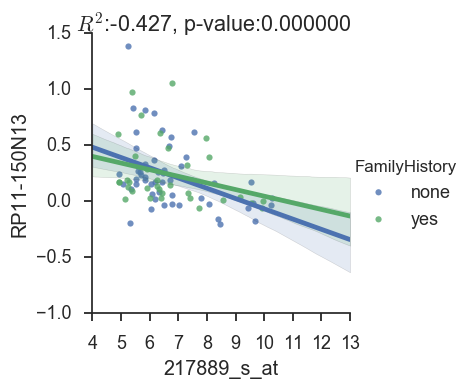 R²:-0.427, p-value:0.000000
1.5
1.0
0.5
0.0
−0.5
−1.0
RP11-150N13
4 5 6 7 8 9 10 11 12 13
217889_s_at
FamilyHistory
none
yes